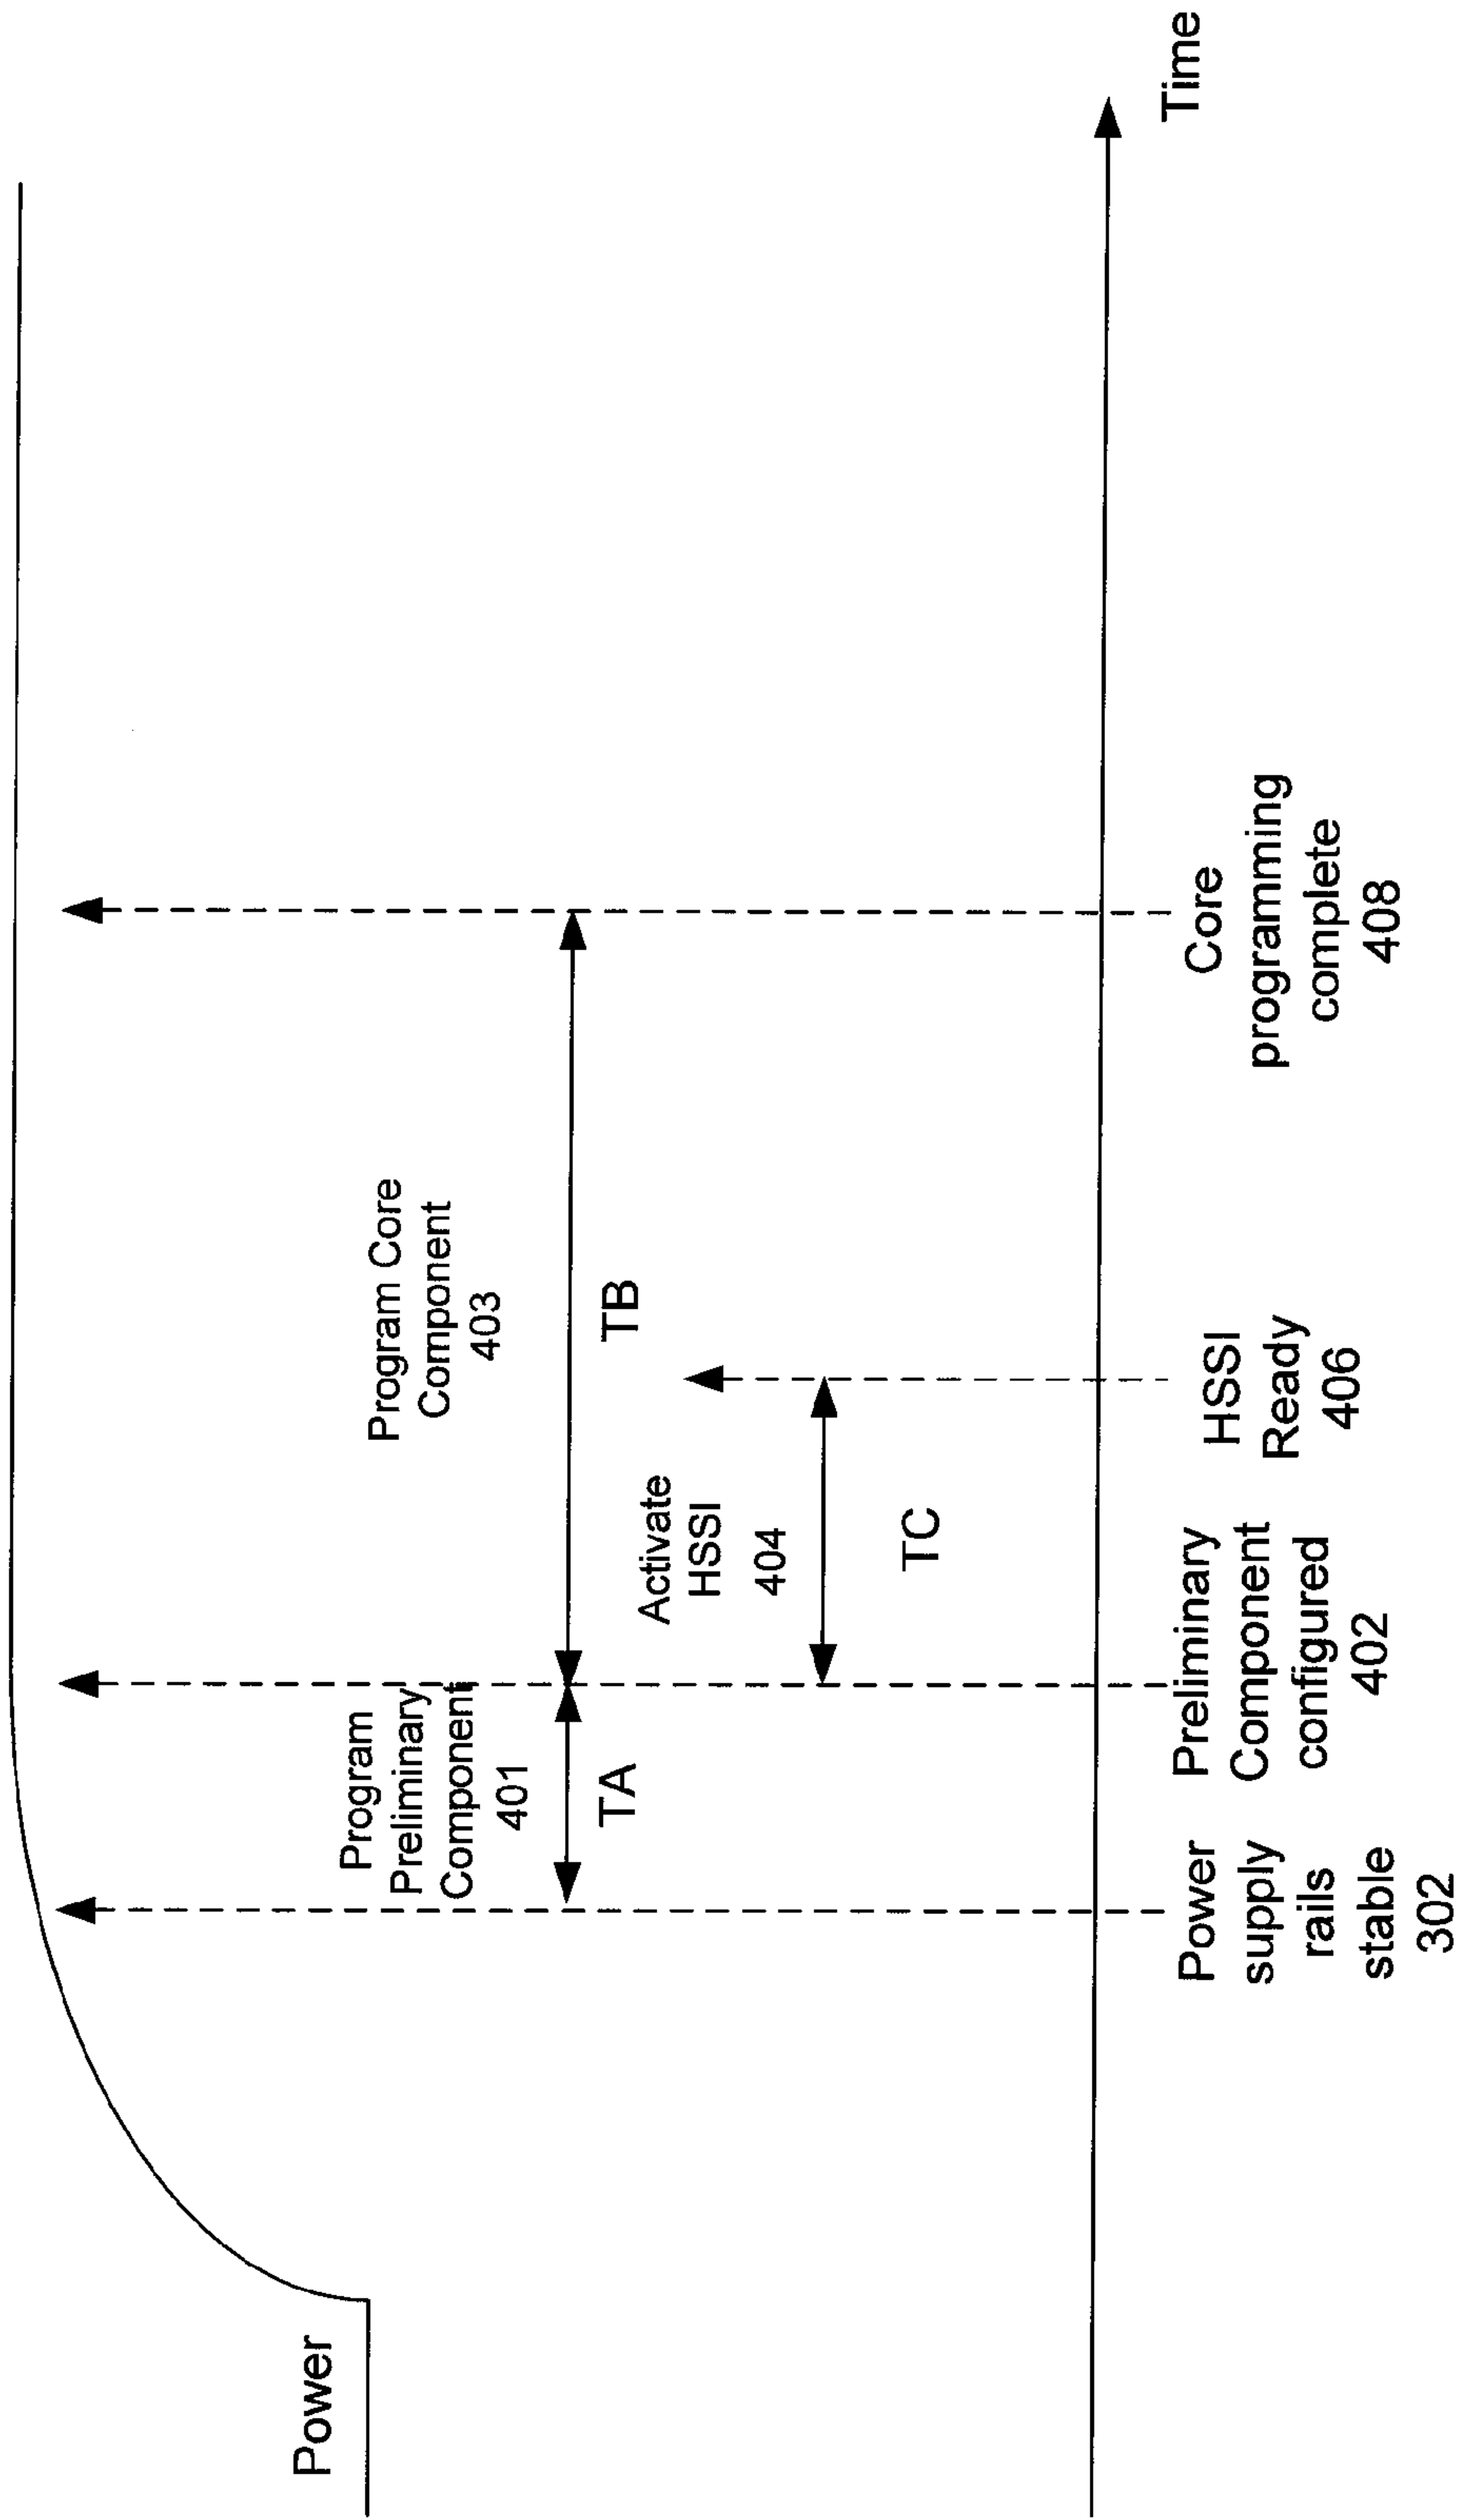 Power
Program
Preliminary
Component
401
TA
Program Core
Component
403
TB
Activate
HSSI
404
TC
Time
Power
supply
rails
stable
302
Preliminary
Component
configured
402
HSSI
Ready
406
Core
programming
complete
408